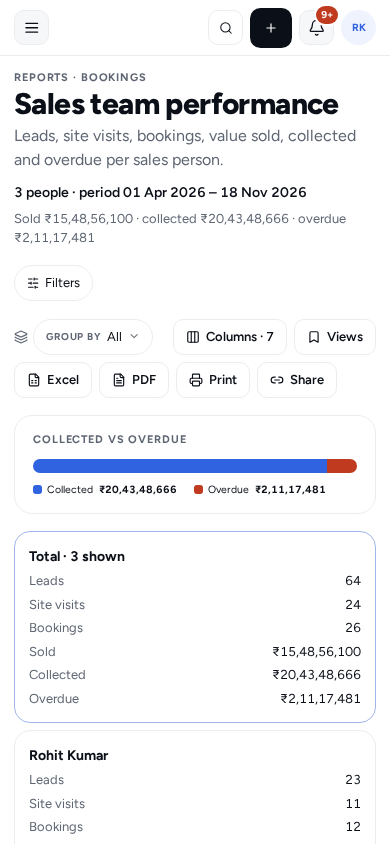 9+
RK
REPORTS · BOOKINGS
Sales team performance
Leads, site visits, bookings, value sold, collected
and overdue per sales person.
3 people · period 01 Apr 2026 – 18 Nov 2026
Sold ₹15,48,56,100 · collected ₹20,43,48,666 · overdue
₹2,11,17,481
Filters
GROUP BY All
Columns · 7
Views
Excel
PDF
Print
Share
COLLECTED VS OVERDUE
Collected ₹20,43,48,666 Overdue ₹2,11,17,481
Total · 3 shown
Leads 64
Site visits 24
Bookings 26
Sold ₹15,48,56,100
Collected ₹20,43,48,666
Overdue ₹2,11,17,481
Rohit Kumar
Leads 23
Site visits 11
Bookings 12